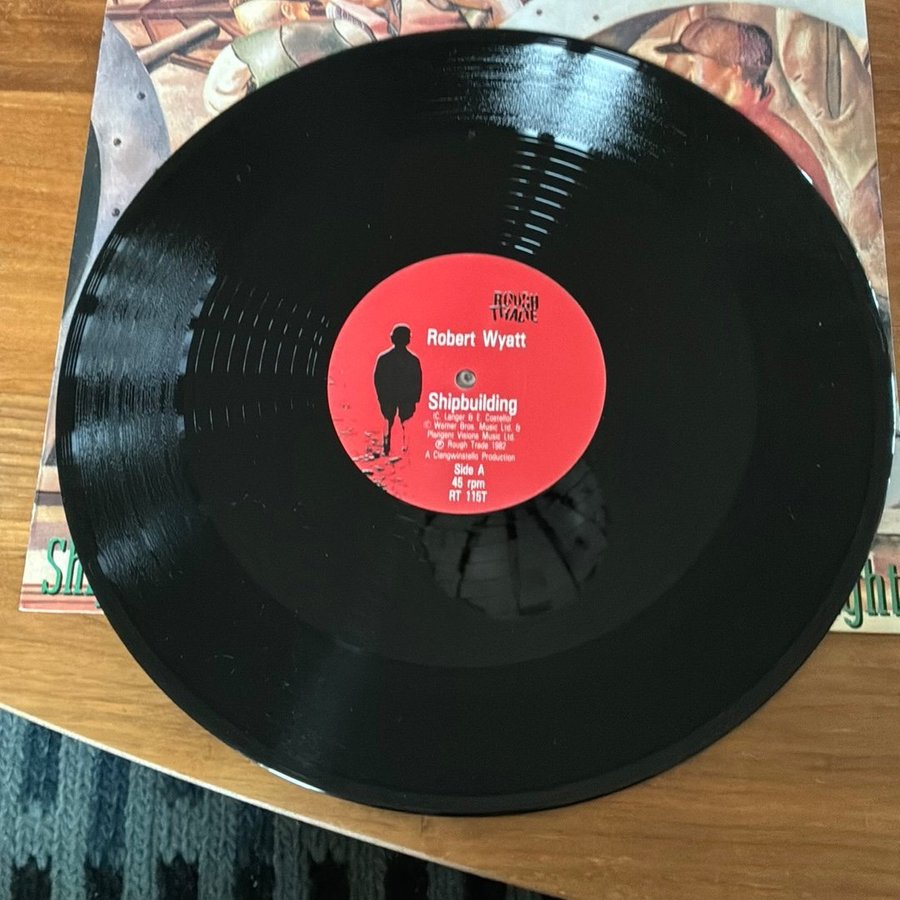 ROUGH
TRADE
Robert Wyatt
Shipbuilding
(C. Langer & E. Costello)
© Warner Bros. Music Ltd. &
Plangent Visions Music Ltd.
℗ Rough Trade 1982
A Clangwinstello Production
Side A
45 rpm
RT 115T